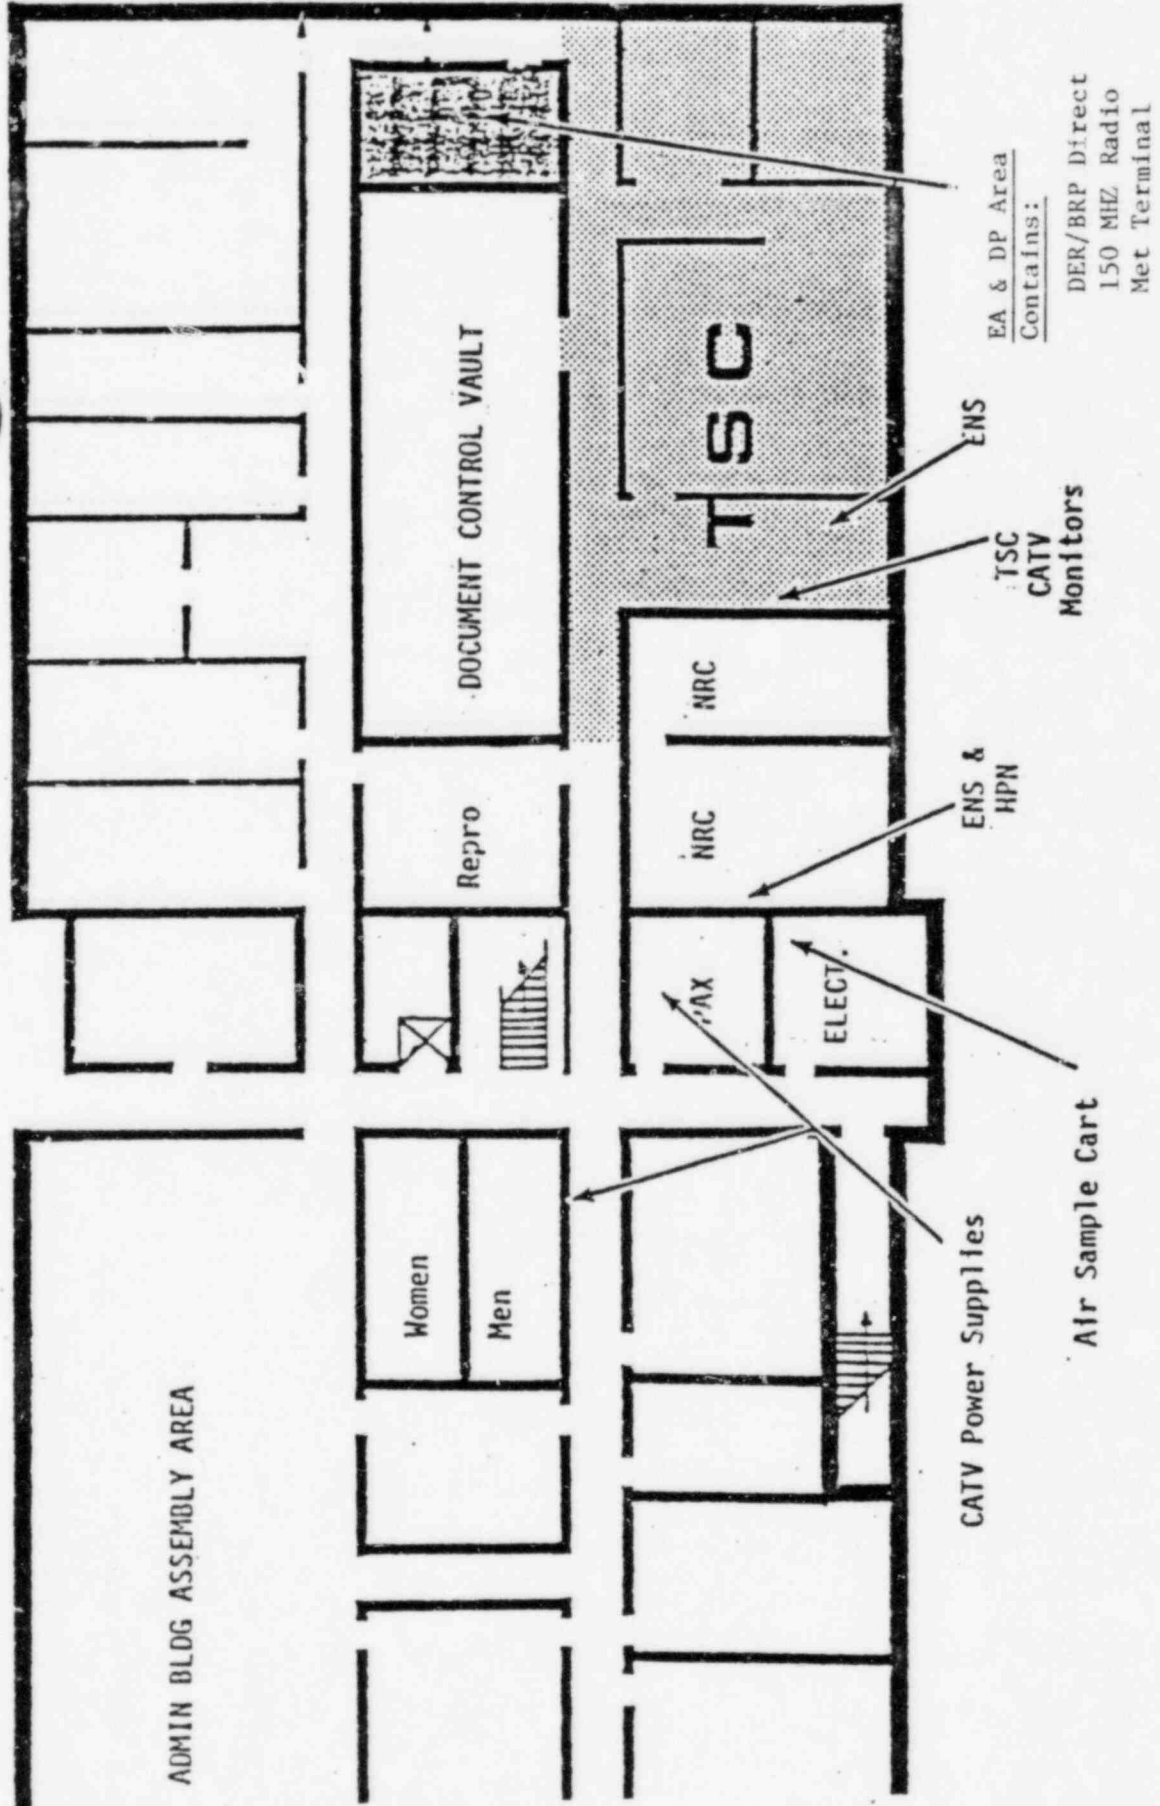 ADMIN BLDG ASSEMBLY AREA
Women
Men
Repro
DOCUMENT CONTROL VAULT
NRC
NRC
TSC
ELECT.
CATV Power Supplies
Air Sample Cart
ENS &
HPN
TSC
CATV
Monitors
ENS
EA & DP Area
Contains:
DER/BRP Direct
150 MHZ Radio
Met Terminal